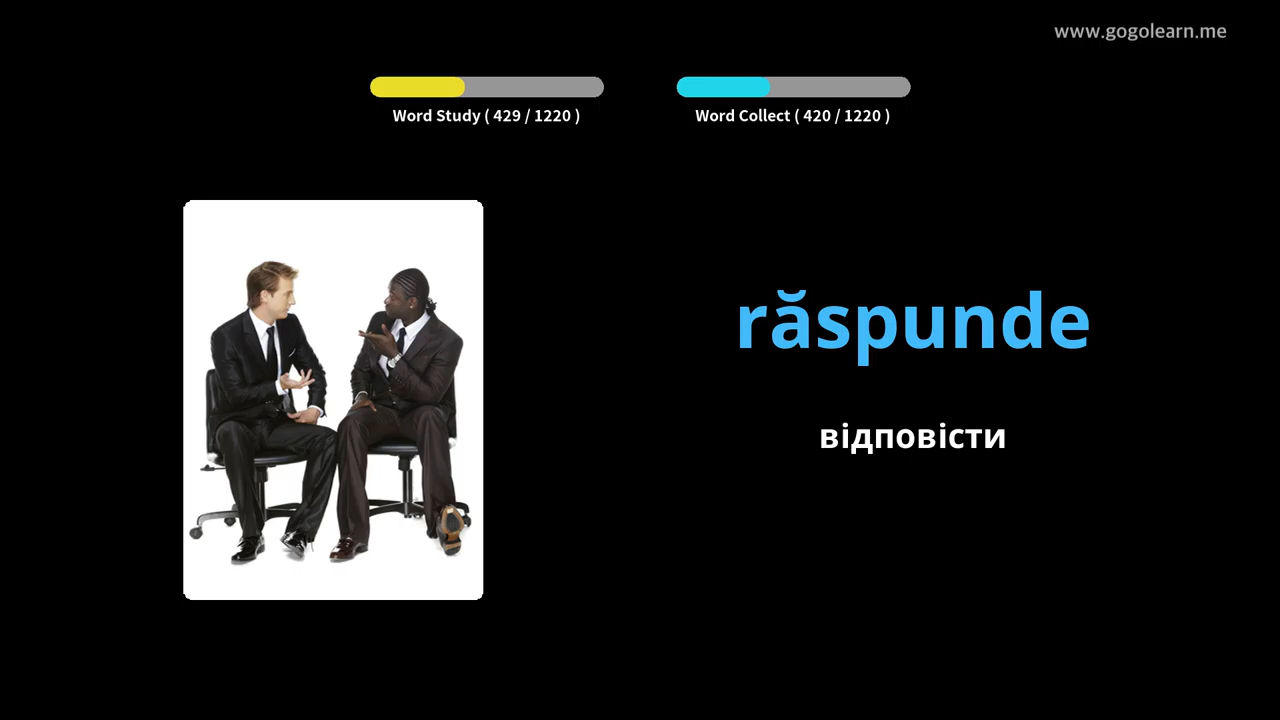 www.gogolearn.me
Word Study ( 429 / 1220 )
Word Collect ( 420 / 1220 )
răspunde
відповісти